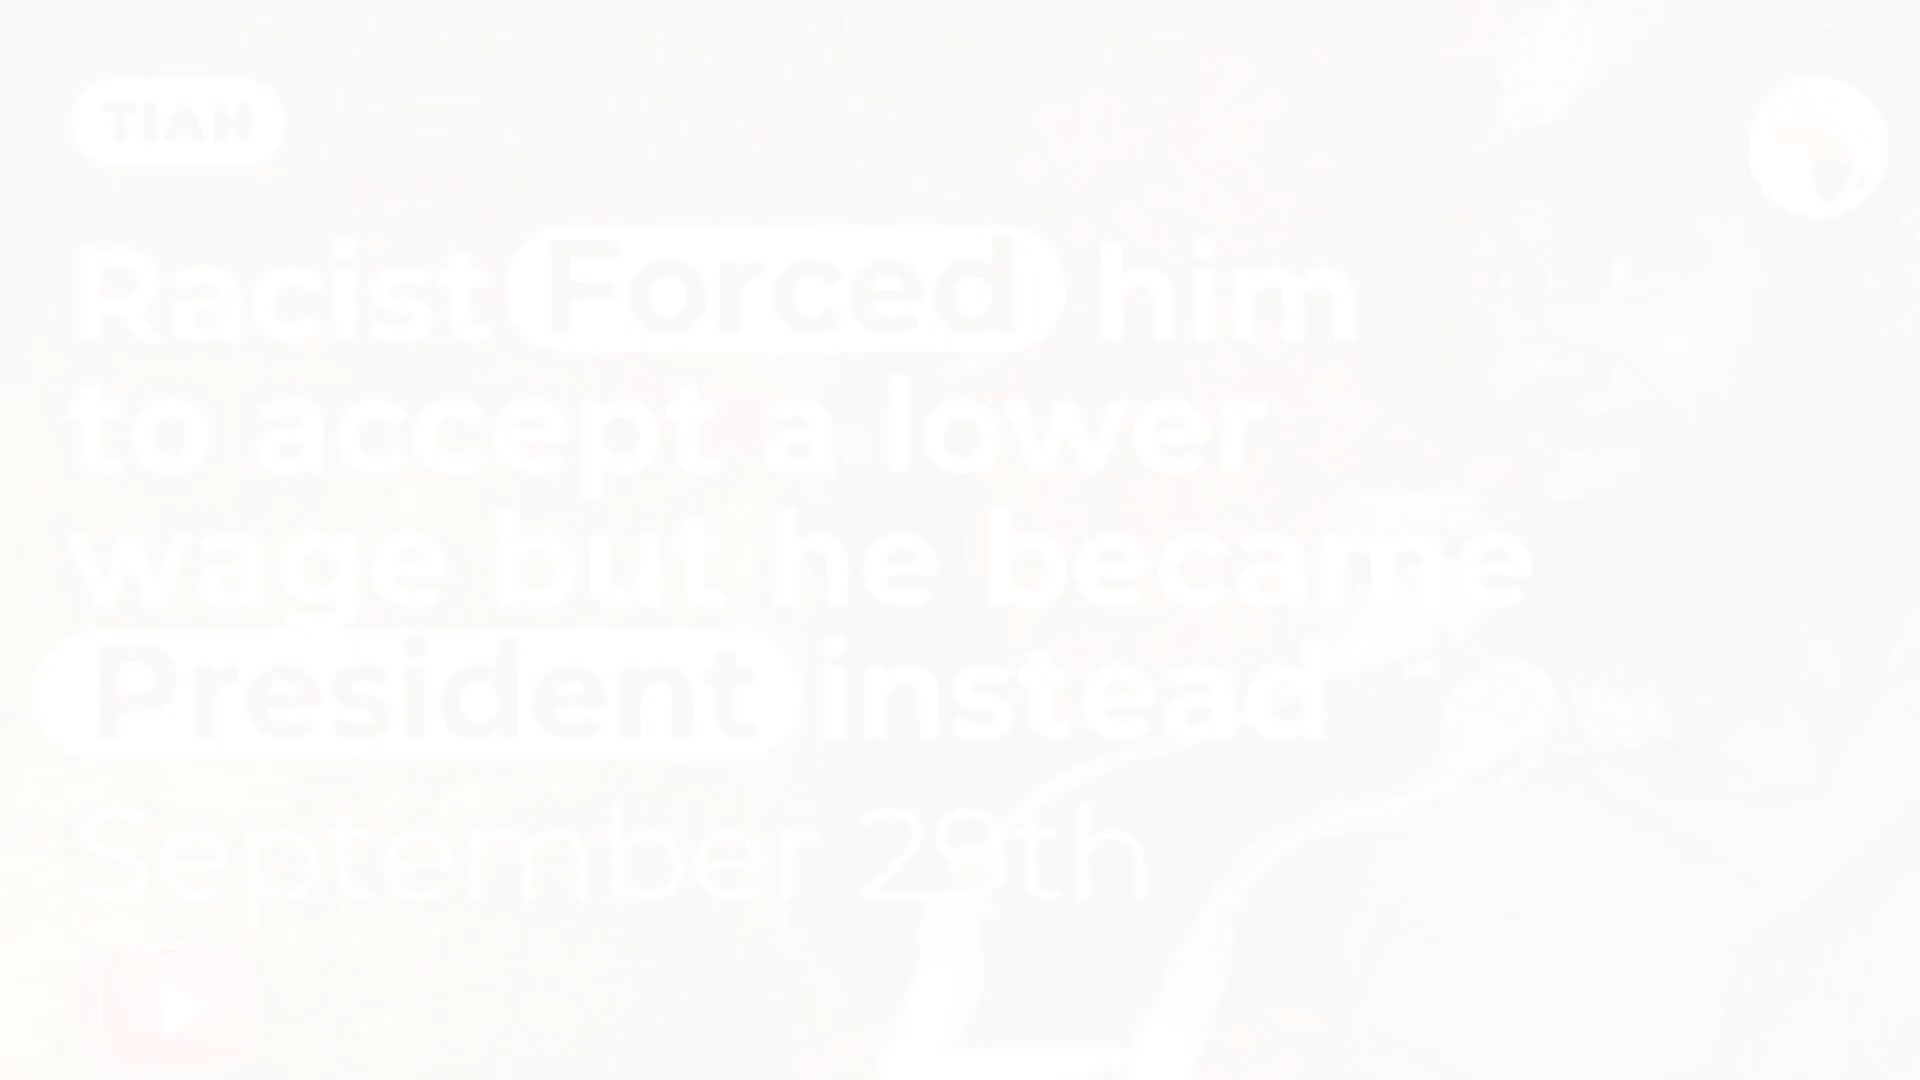 TIAH
Racist Forced him
to accept a lower
wage but he became
President instead
September 29th